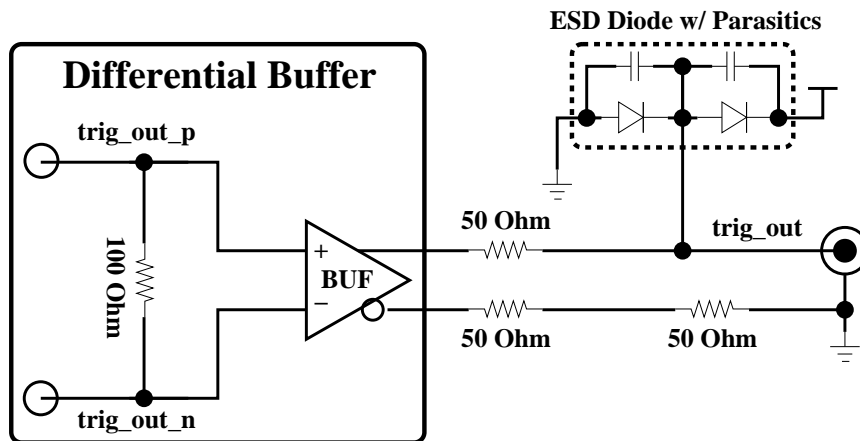 ESD Diode w/ Parasitics
Differential Buffer
trig_out_p
100 Ohm
+
BUF
−
trig_out_n
50 Ohm
trig_out
50 Ohm
50 Ohm